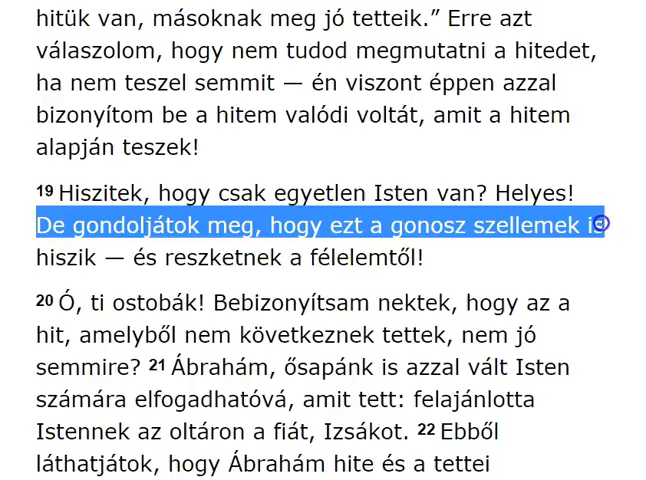 hitük van, másoknak meg jó tetteik.” Erre azt
válaszolom, hogy nem tudod megmutatni a hitedet,
ha nem teszel semmit — én viszont éppen azzal
bizonyítom be a hitem valódi voltát, amit a hitem
alapján teszek!
19 Hiszitek, hogy csak egyetlen Isten van? Helyes!
De gondoljátok meg, hogy ezt a gonosz szellemek is
hiszik — és reszketnek a félelemtől!
20 Ó, ti ostobák! Bebizonyítsam nektek, hogy az a
hit, amelyből nem következnek tettek, nem jó
semmire? 21 Ábrahám, ősapánk is azzal vált Isten
számára elfogadhatóvá, amit tett: felajánlotta
Istennek az oltáron a fiát, Izsákot. 22 Ebből
láthatjátok, hogy Ábrahám hite és a tettei